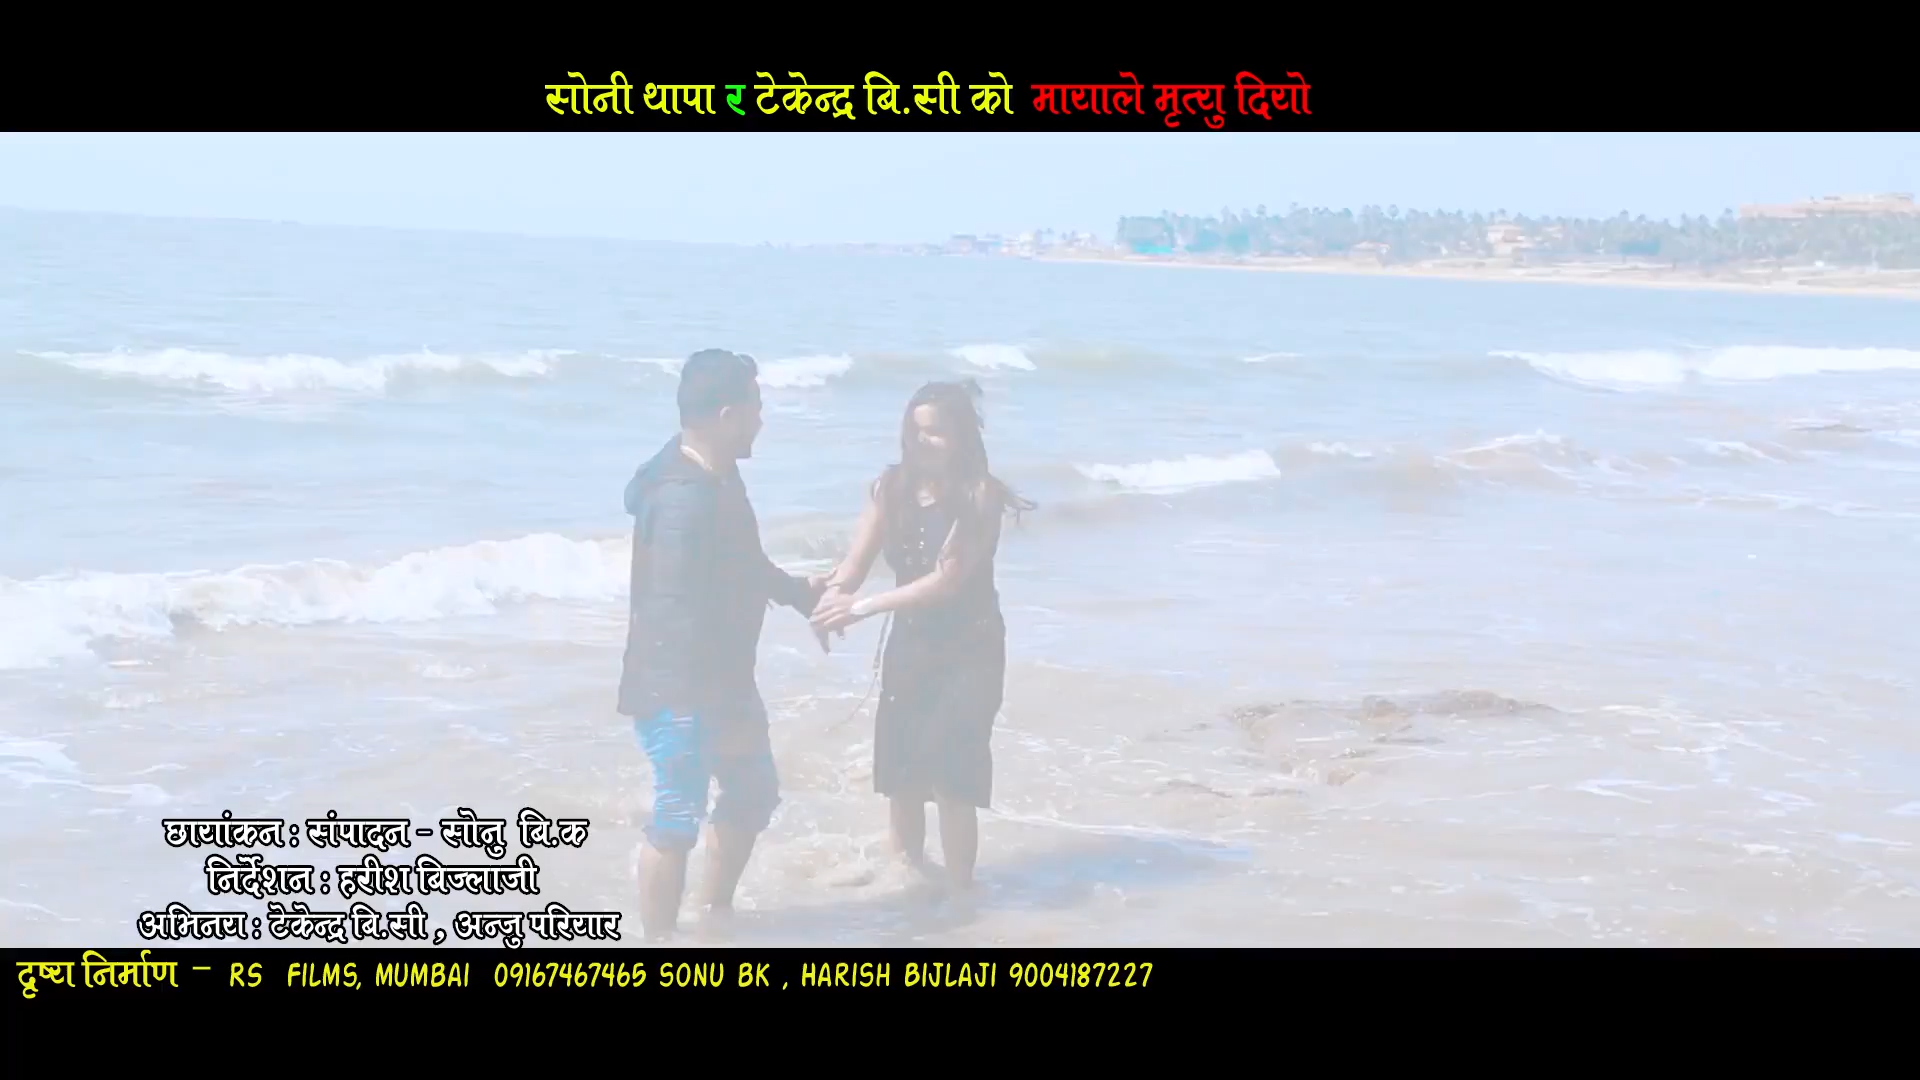 सोनी थापा र टेकेन्द्र बि.सी को मायाले मृत्यु दियो
छायांकन : संपादन - सोनु बि.क
निर्देशन : हरीश बिज्लाजी
अभिनय : टेकेन्द्र बि.सी , अन्जु परियार
दृष्य निर्माण - RS FILMS, MUMBAI 09167467465 SONU BK , HARISH BIJLAJI 9004187227